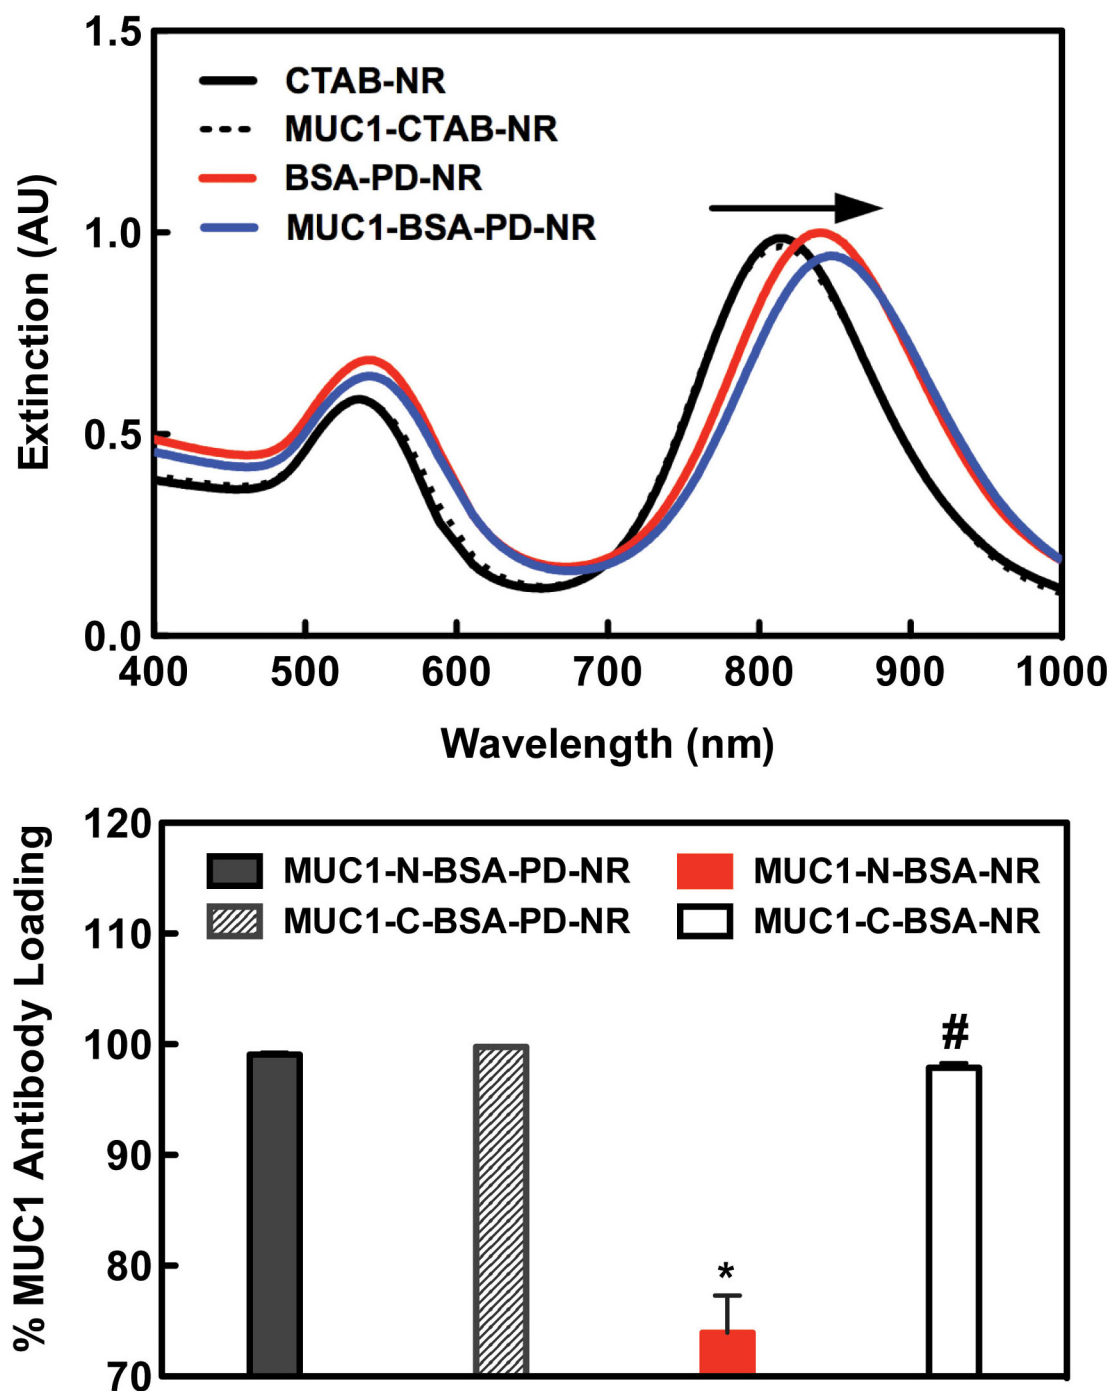 1.5
CTAB-NR
MUC1-CTAB-NR
BSA-PD-NR
MUC1-BSA-PD-NR
1.0
Extinction (AU)
0.5
0.0
400 500 600 700 800 900 1000
Wavelength (nm)
120
MUC1-N-BSA-PD-NR MUC1-N-BSA-NR
MUC1-C-BSA-PD-NR MUC1-C-BSA-NR
110
% MUC1 Antibody Loading
100
#
90
80
*
70